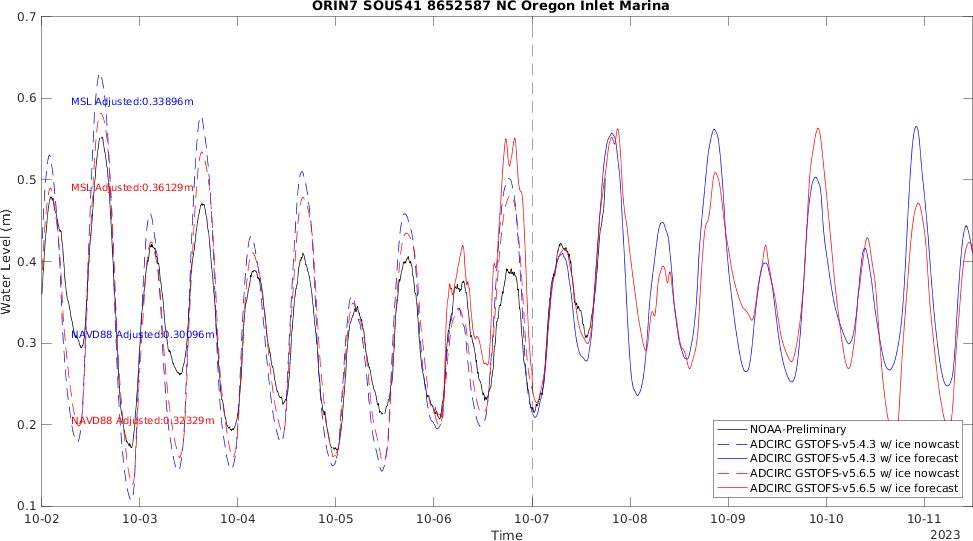 ORIN7 SOUS41 8652587 NC Oregon Inlet Marina
0.7
0.6
0.5
0.4
0.3
0.2
0.1
Water Level (m)
MSL Adjusted:0.33896m
MSL Adjusted:0.36129m
NAVD88 Adjusted:0.30096m
NAVD88 Adjusted:0.32329m
NOAA-Preliminary
ADCIRC GSTOFS-v5.4.3 w/ ice nowcast
ADCIRC GSTOFS-v5.4.3 w/ ice forecast
ADCIRC GSTOFS-v5.6.5 w/ ice nowcast
ADCIRC GSTOFS-v5.6.5 w/ ice forecast
10-02 10-03 10-04 10-05 10-06 10-07 10-08 10-09 10-10 10-11
Time
2023